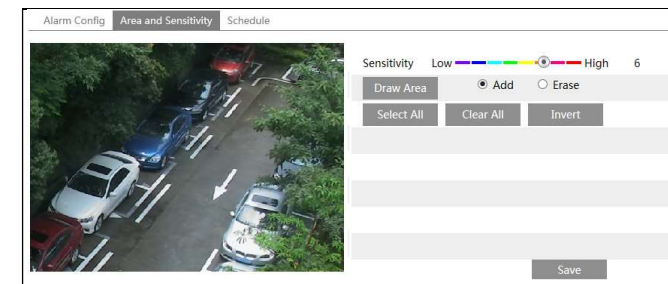 Alarm Config Area and Sensitivity Schedule
Sensitivity Low High 6
Draw Area Add Erase
Select All Clear All Invert
Save